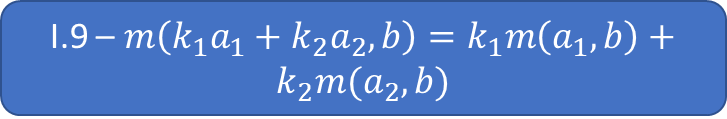 I.9 – m(k₁a₁ + k₂a₂, b) = k₁m(a₁, b) +
k₂m(a₂, b)